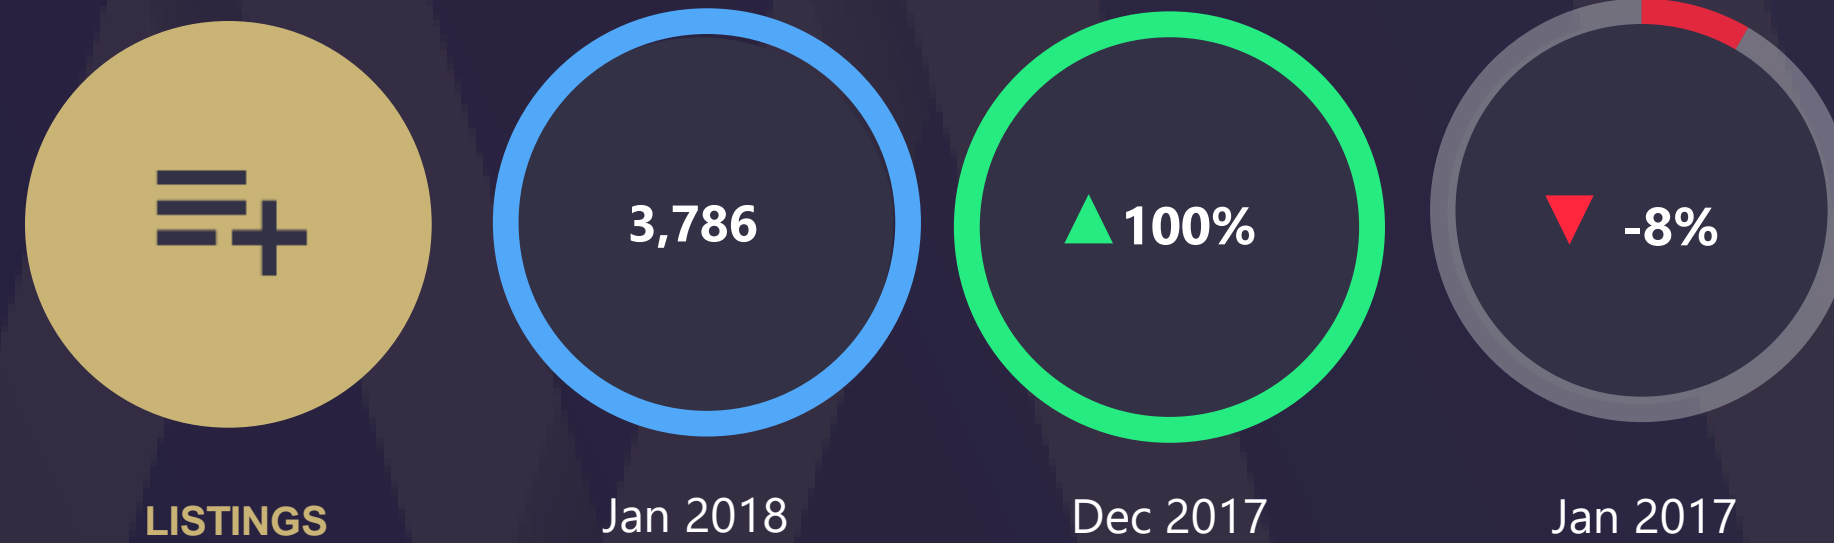 3,786
▲ 100%
▼ -8%
LISTINGS
Jan 2018
Dec 2017
Jan 2017